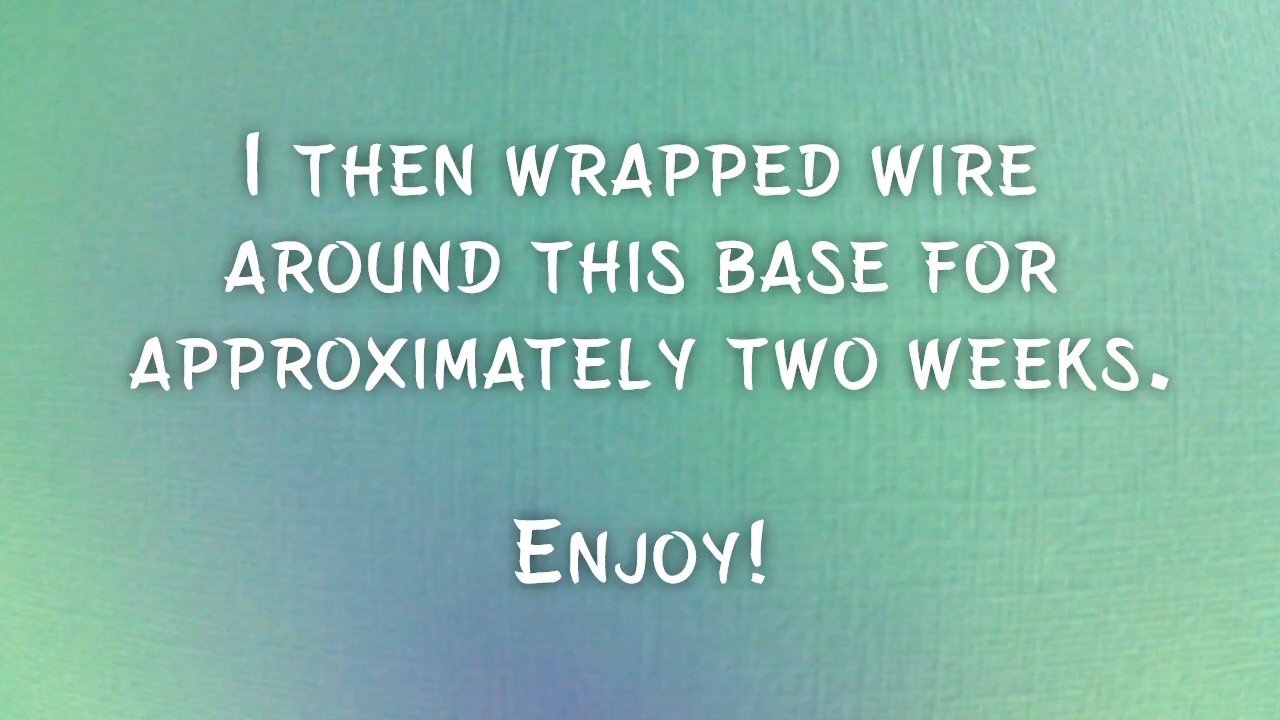 I then wrapped wire
around this base for
approximately two weeks.
Enjoy!